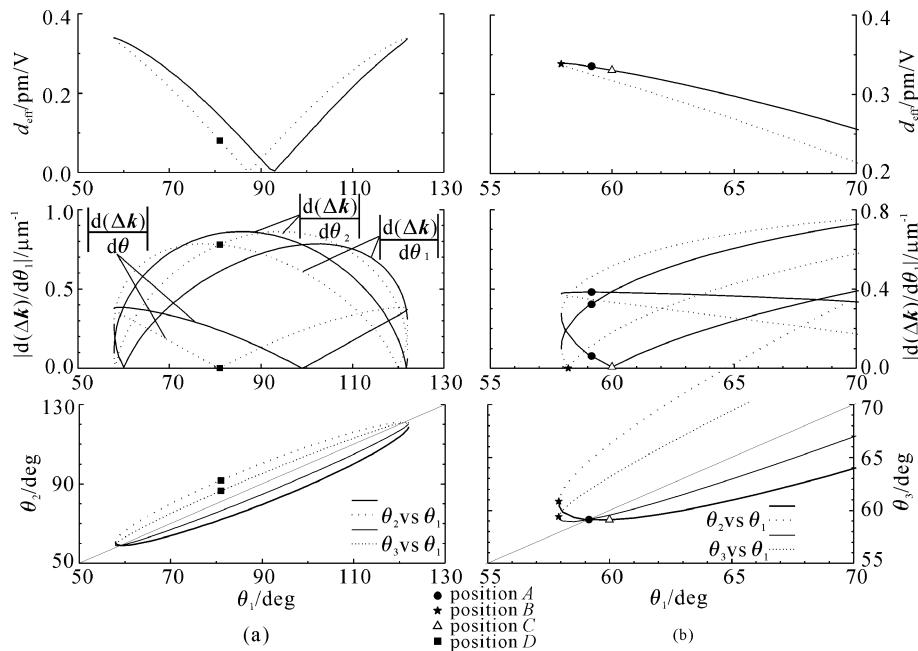 0.4
0.2
0.0
d_eff/pm/V
50 70 90 110 130
0.4
0.3
0.2
d_eff/pm/V
55 60 65 70
1.0
0.5
0.0
|d(Δk)/dθ₁|/μm⁻¹
|d(Δk)/dθ|
|d(Δk)/dθ₂|
|d(Δk)/dθ₁|
50 70 90 110 130
0.8
0.4
0.0
|d(Δk)/dθ₁|/μm⁻¹
55 60 65 70
130
90
50
θ₂/deg
θ₂ vs θ₁
θ₃ vs θ₁
50 70 90 110 130
θ₁/deg
(a)
70
65
60
55
θ₃/deg
θ₂ vs θ₁
θ₃ vs θ₁
55 60 65 70
θ₁/deg
(b)
position A
position B
position C
position D